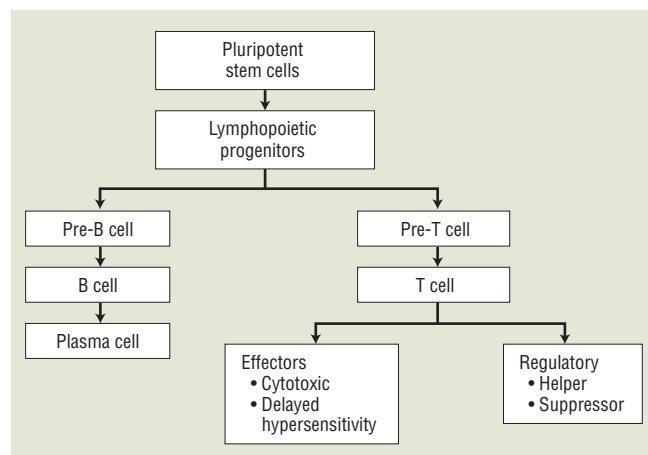 Pluripotent
stem cells
Lymphopoietic
progenitors
Pre-B cell
Pre-T cell
B cell
T cell
Plasma cell
Effectors
• Cytotoxic
• Delayed
hypersensitivity
Regulatory
• Helper
• Suppressor